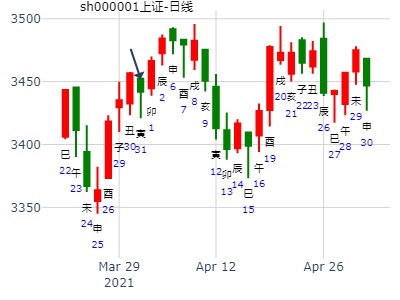 sh000001上证-日线
3500
3450
3400
3350
巳
22
午
23
未
24
申
25
酉
26
子
29
丑
30
寅
31
卯
1
辰
2
申
6
酉
7
戌
8
亥
9
寅
12
卯
13
辰
14
巳
15
午
16
酉
19
戌
20
亥
21
子
22
丑
23
辰
26
巳
27
午
28
未
29
申
30
Mar 29
2021
Apr 12
Apr 26